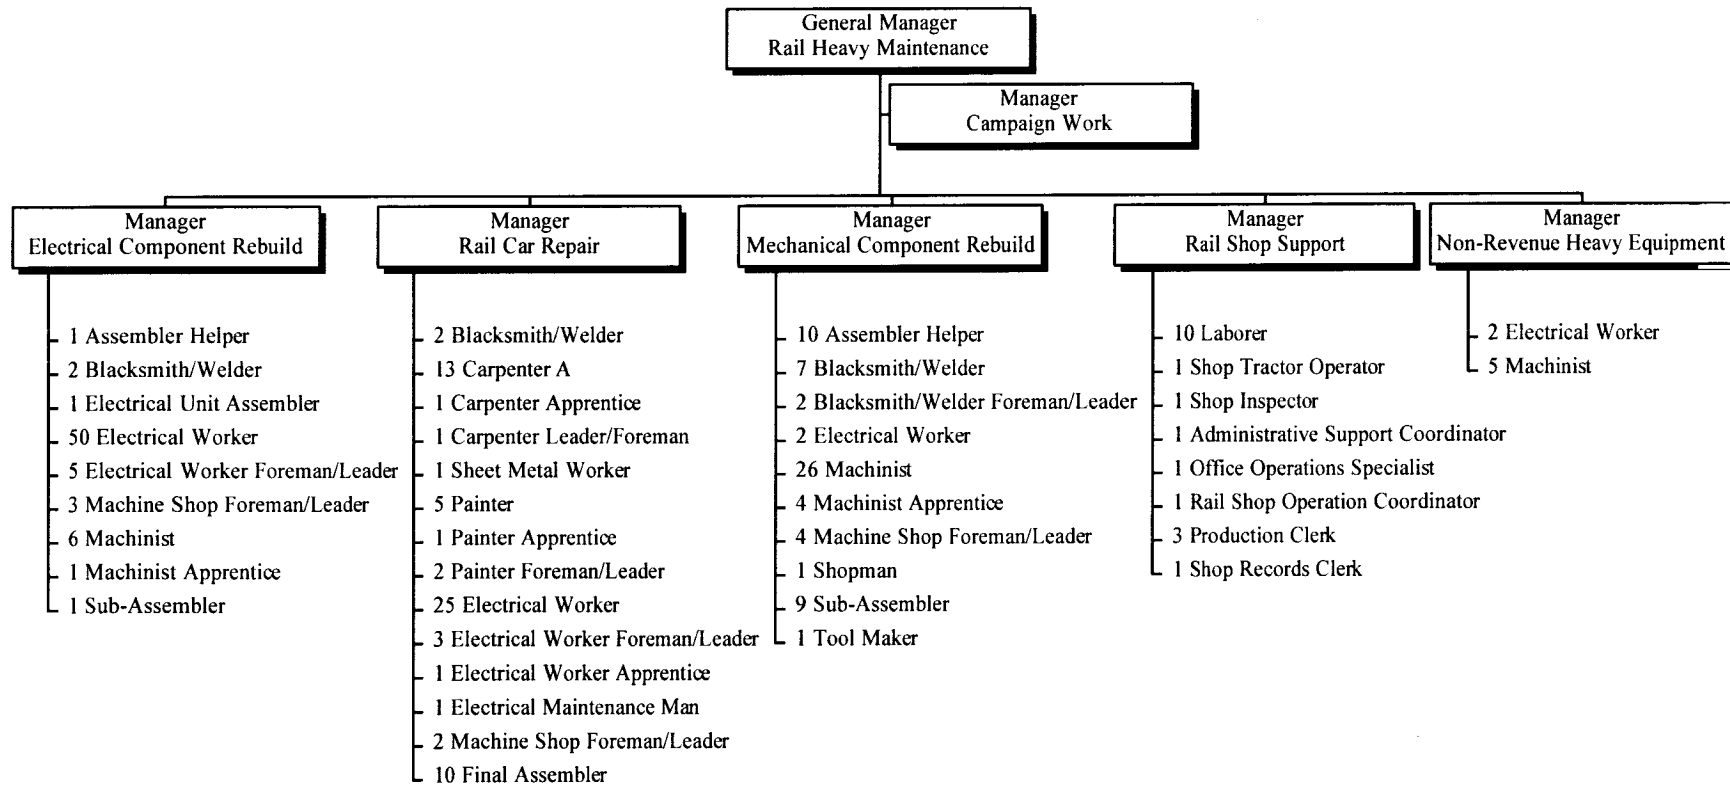 General Manager
Rail Heavy Maintenance
Manager
Campaign Work
Manager
Electrical Component Rebuild
1 Assembler Helper
2 Blacksmith/Welder
1 Electrical Unit Assembler
50 Electrical Worker
5 Electrical Worker Foreman/Leader
3 Machine Shop Foreman/Leader
6 Machinist
1 Machinist Apprentice
1 Sub-Assembler
Manager
Rail Car Repair
2 Blacksmith/Welder
13 Carpenter A
1 Carpenter Apprentice
1 Carpenter Leader/Foreman
1 Sheet Metal Worker
5 Painter
1 Painter Apprentice
2 Painter Foreman/Leader
25 Electrical Worker
3 Electrical Worker Foreman/Leader
1 Electrical Worker Apprentice
1 Electrical Maintenance Man
2 Machine Shop Foreman/Leader
10 Final Assembler
Manager
Mechanical Component Rebuild
10 Assembler Helper
7 Blacksmith/Welder
2 Blacksmith/Welder Foreman/Leader
2 Electrical Worker
26 Machinist
4 Machinist Apprentice
4 Machine Shop Foreman/Leader
1 Shopman
9 Sub-Assembler
1 Tool Maker
Manager
Rail Shop Support
10 Laborer
1 Shop Tractor Operator
1 Shop Inspector
1 Administrative Support Coordinator
1 Office Operations Specialist
1 Rail Shop Operation Coordinator
3 Production Clerk
1 Shop Records Clerk
Manager
Non-Revenue Heavy Equipment
2 Electrical Worker
5 Machinist